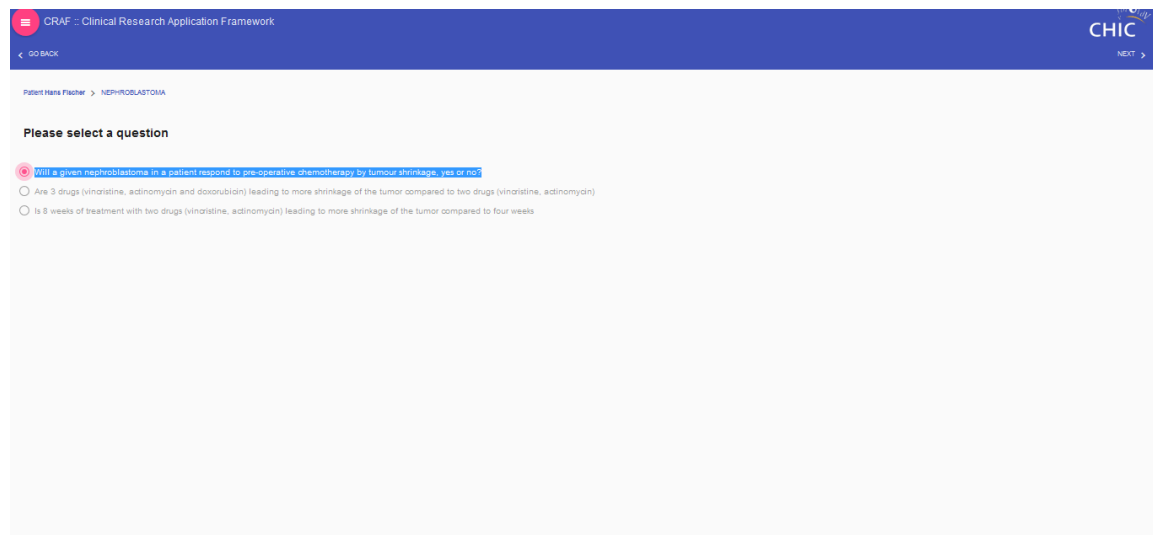 CRAF :: Clinical Research Application Framework
CHIC
GO BACK
NEXT
Patient Hans Fischer > NEPHROBLASTOMA
Please select a question
Will a given nephroblastoma in a patient respond to pre-operative chemotherapy by tumour shrinkage, yes or no?
Are 3 drugs (vincristine, actinomycin and doxorubicin) leading to more shrinkage of the tumor compared to two drugs (vincristine, actinomycin)
Is 8 weeks of treatment with two drugs (vincristine, actinomycin) leading to more shrinkage of the tumor compared to four weeks